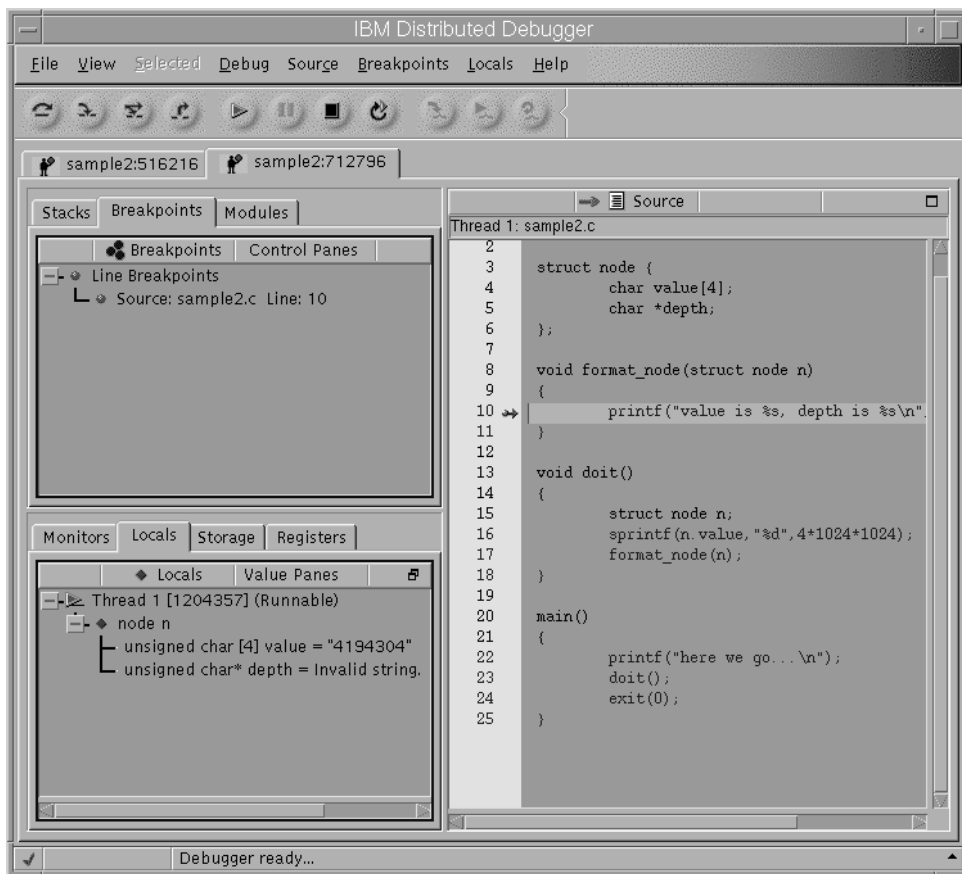 IBM Distributed Debugger
File View Selected Debug Source Breakpoints Locals Help
sample2:516216 sample2:712796
Stacks Breakpoints Modules
Breakpoints Control Panes
Line Breakpoints
Source: sample2.c Line: 10
Monitors Locals Storage Registers
Locals Value Panes
Thread 1 [1204357] (Runnable)
node n
unsigned char [4] value = "4194304"
unsigned char* depth = Invalid string.
Source
Thread 1: sample2.c
2
3 struct node {
4 char value[4];
5 char *depth;
6 };
7
8 void format_node(struct node n)
9 {
10 printf("value is %s, depth is %s\n"
11 }
12
13 void doit()
14 {
15 struct node n;
16 sprintf(n.value,"%d",4*1024*1024);
17 format_node(n);
18 }
19
20 main()
21 {
22 printf("here we go...\n");
23 doit();
24 exit(0);
25 }
Debugger ready...